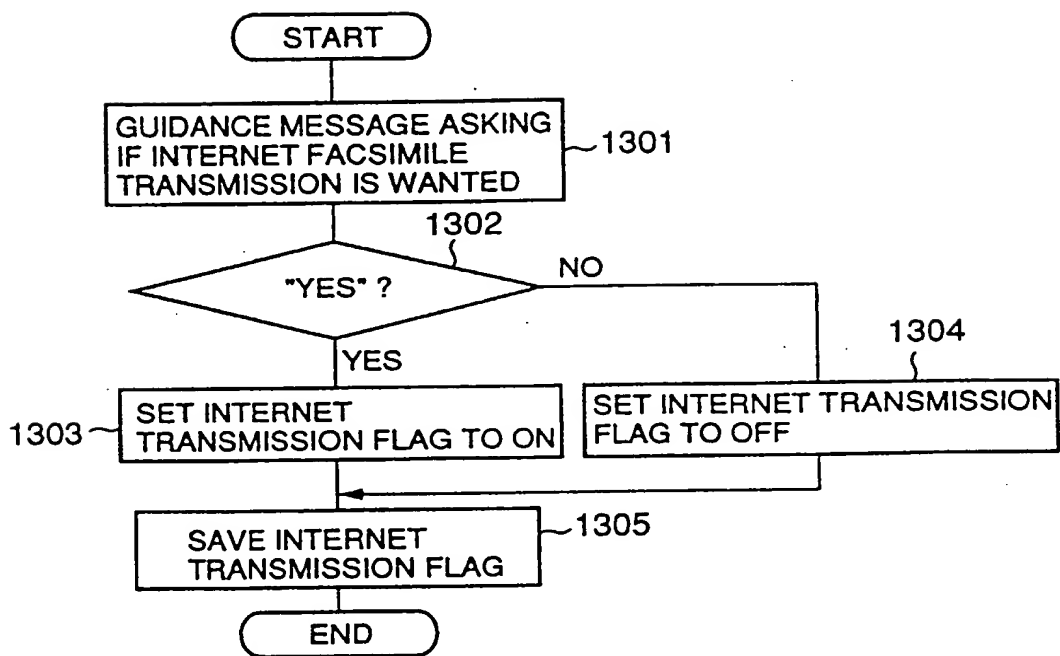 START
GUIDANCE MESSAGE ASKING
IF INTERNET FACSIMILE
TRANSMISSION IS WANTED
1301
1302
"YES" ?
NO
YES
1304
1303
SET INTERNET
TRANSMISSION FLAG TO ON
SET INTERNET TRANSMISSION
FLAG TO OFF
SAVE INTERNET
TRANSMISSION FLAG
1305
END